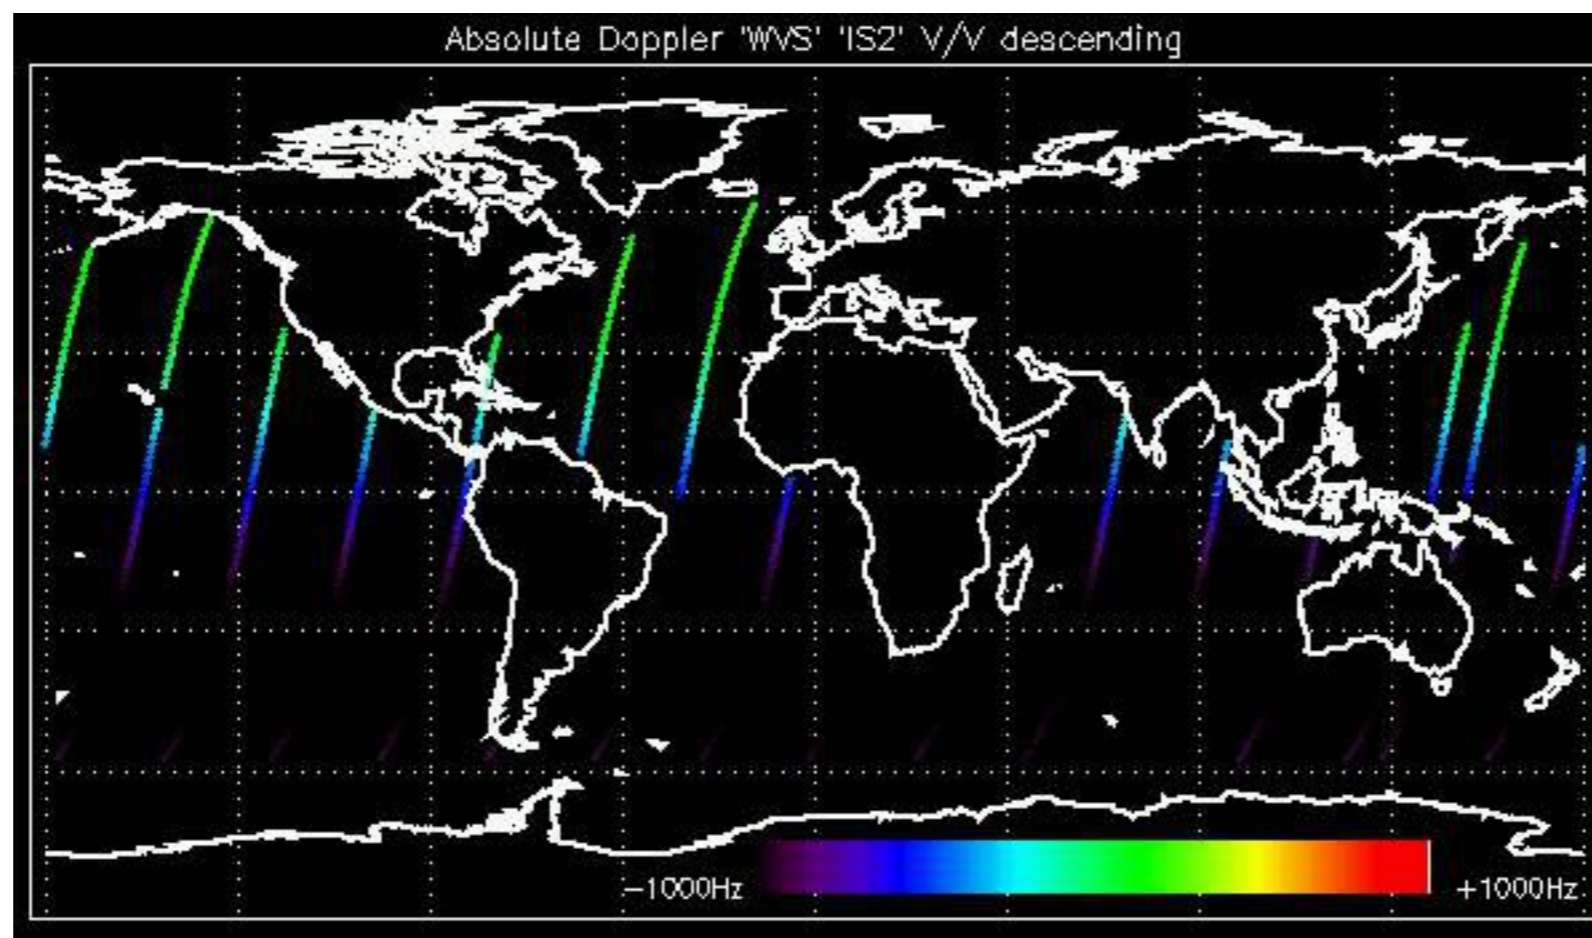 Absolute Doppler 'WVS' 'IS2' V/V descending
−1000Hz +1000Hz